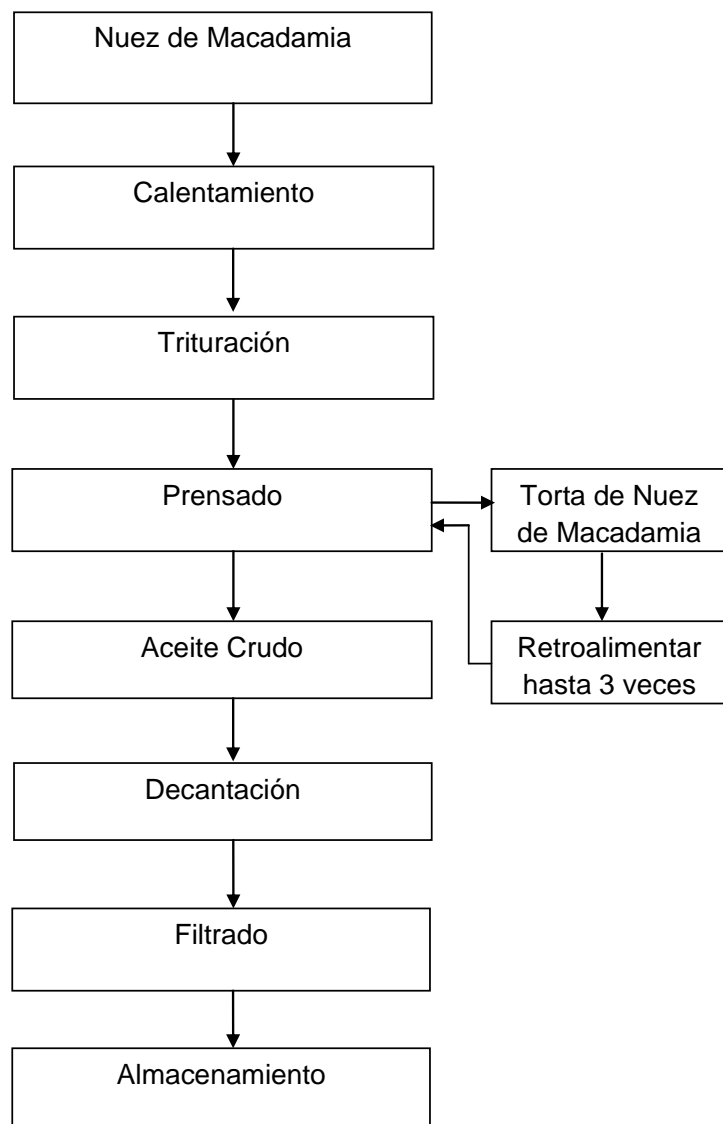 Nuez de Macadamia
Calentamiento
Trituración
Prensado
Torta de Nuez
de Macadamia
Aceite Crudo
Retroalimentar
hasta 3 veces
Decantación
Filtrado
Almacenamiento